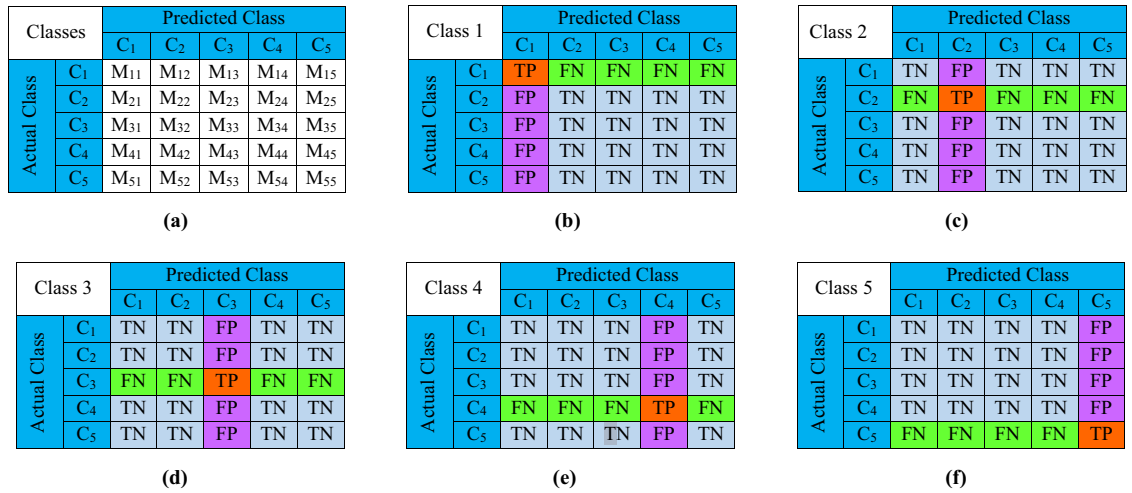 Classes Predicted Class
C1 C2 C3 C4 C5
Actual Class
C1 M11 M12 M13 M14 M15
C2 M21 M22 M23 M24 M25
C3 M31 M32 M33 M34 M35
C4 M41 M42 M43 M44 M45
C5 M51 M52 M53 M54 M55
(a)
Class 1 Predicted Class
C1 C2 C3 C4 C5
Actual Class
C1 TP FN FN FN FN
C2 FP TN TN TN TN
C3 FP TN TN TN TN
C4 FP TN TN TN TN
C5 FP TN TN TN TN
(b)
Class 2 Predicted Class
C1 C2 C3 C4 C5
Actual Class
C1 TN FP TN TN TN
C2 FN TP FN FN FN
C3 TN FP TN TN TN
C4 TN FP TN TN TN
C5 TN FP TN TN TN
(c)
Class 3 Predicted Class
C1 C2 C3 C4 C5
Actual Class
C1 TN TN FP TN TN
C2 TN TN FP TN TN
C3 FN FN TP FN FN
C4 TN TN FP TN TN
C5 TN TN FP TN TN
(d)
Class 4 Predicted Class
C1 C2 C3 C4 C5
Actual Class
C1 TN TN TN FP TN
C2 TN TN TN FP TN
C3 TN TN TN FP TN
C4 FN FN FN TP FN
C5 TN TN TN FP TN
(e)
Class 5 Predicted Class
C1 C2 C3 C4 C5
Actual Class
C1 TN TN TN TN FP
C2 TN TN TN TN FP
C3 TN TN TN TN FP
C4 TN TN TN TN FP
C5 FN FN FN FN TP
(f)